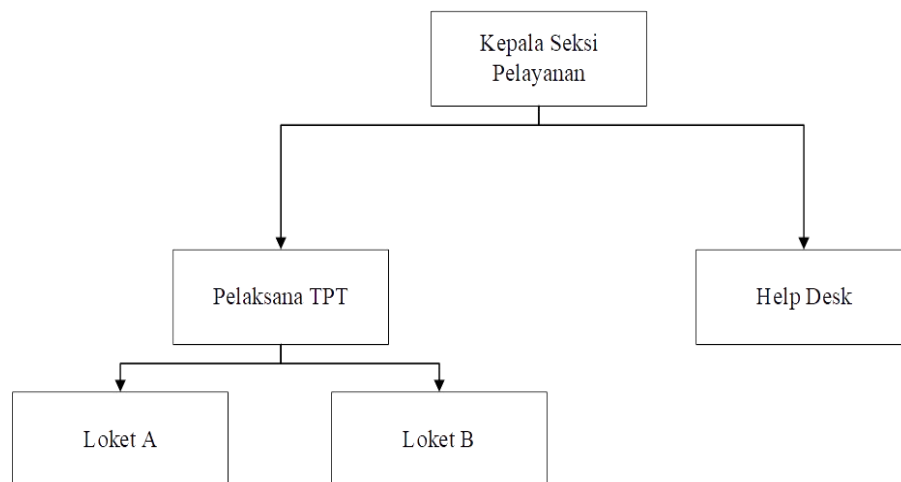 Kepala Seksi
Pelayanan
Pelaksana TPT
Help Desk
Loket A
Loket B